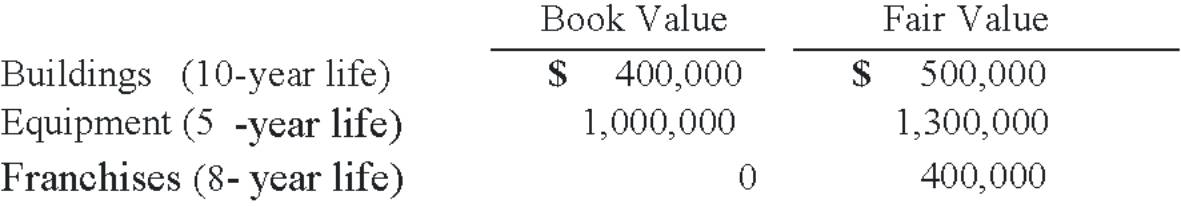 Book Value Fair Value
Buildings (10-year life) $ 400,000 $ 500,000
Equipment (5 -year life) 1,000,000 1,300,000
Franchises (8- year life) 0 400,000